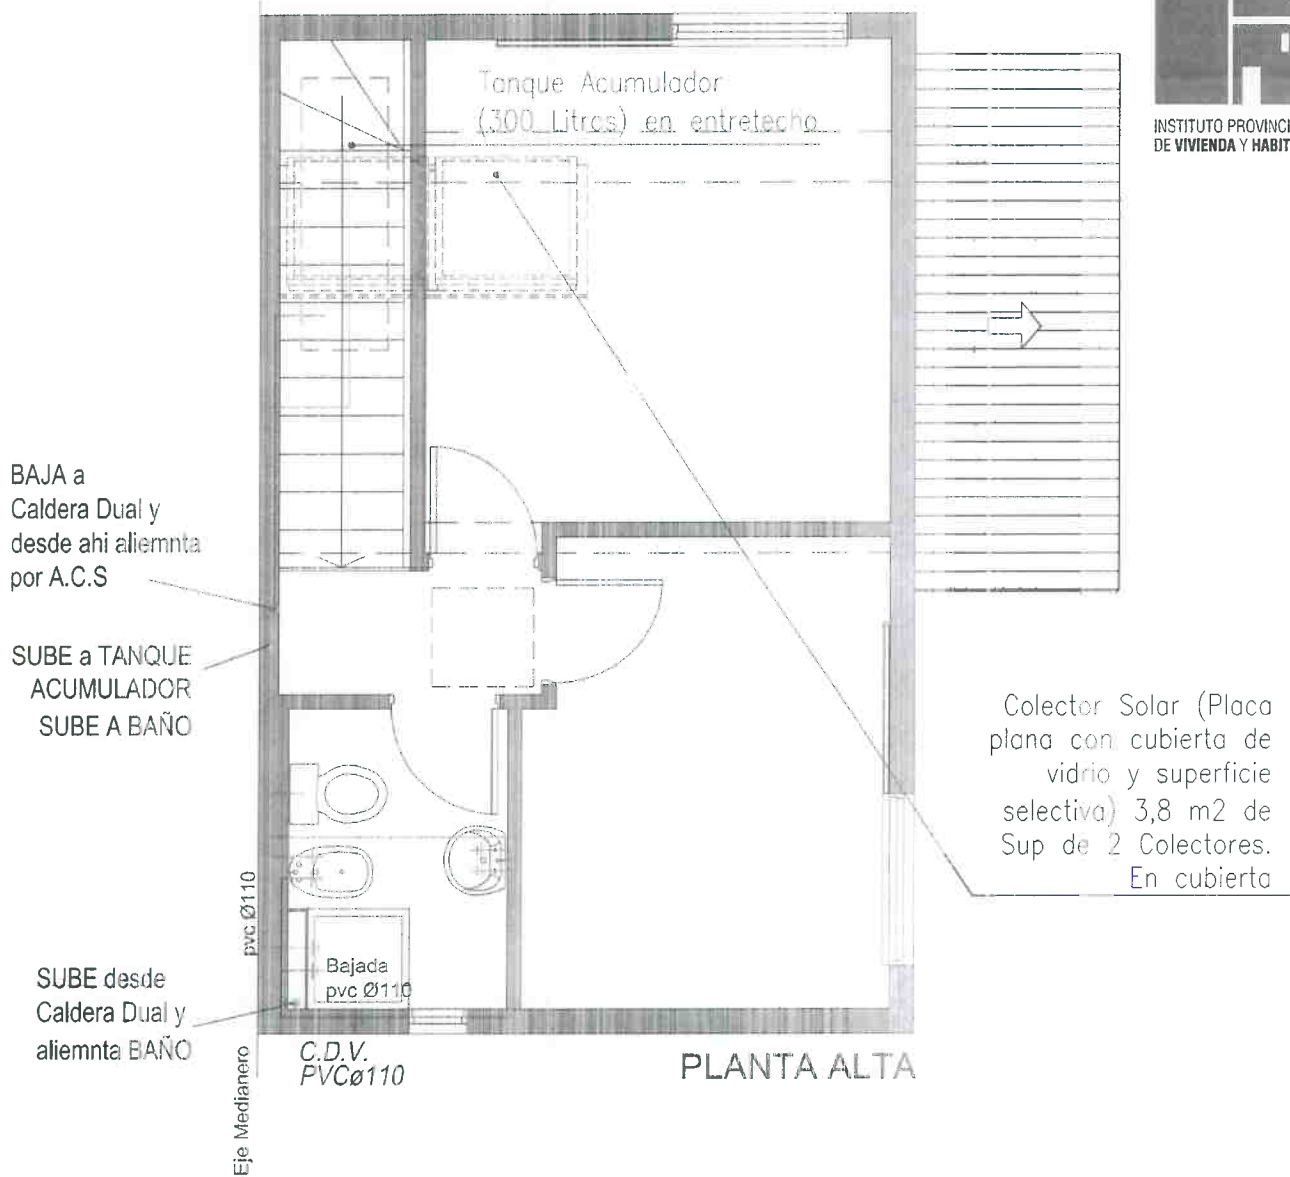 Tanque Acumulador
(300 Litros) en entretecho
INSTITUTO PROVINCI
DE VIVIENDA Y HABIT
BAJA a
Caldera Dual y
desde ahi aliemnta
por A.C.S
SUBE a TANQUE
ACUMULADOR
SUBE A BAÑO
Colector Solar (Placa
plana con cubierta de
vidrio y superficie
selectiva) 3,8 m2 de
Sup de 2 Colectores.
En cubierta
pvc Ø110
Bajada
pvc Ø110
SUBE desde
Caldera Dual y
aliemnta BAÑO
C.D.V.
PVCø110
Eje Medianero
PLANTA ALTA